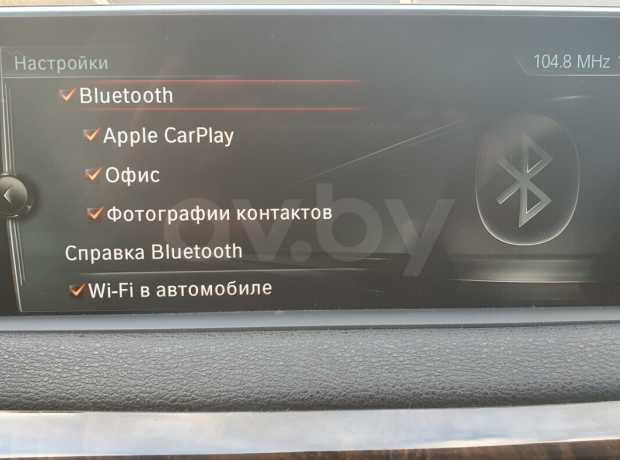 Настройки
104.8 MHz
Bluetooth
Apple CarPlay
Офис
Фотографии контактов
av.by
Справка Bluetooth
Wi-Fi в автомобиле